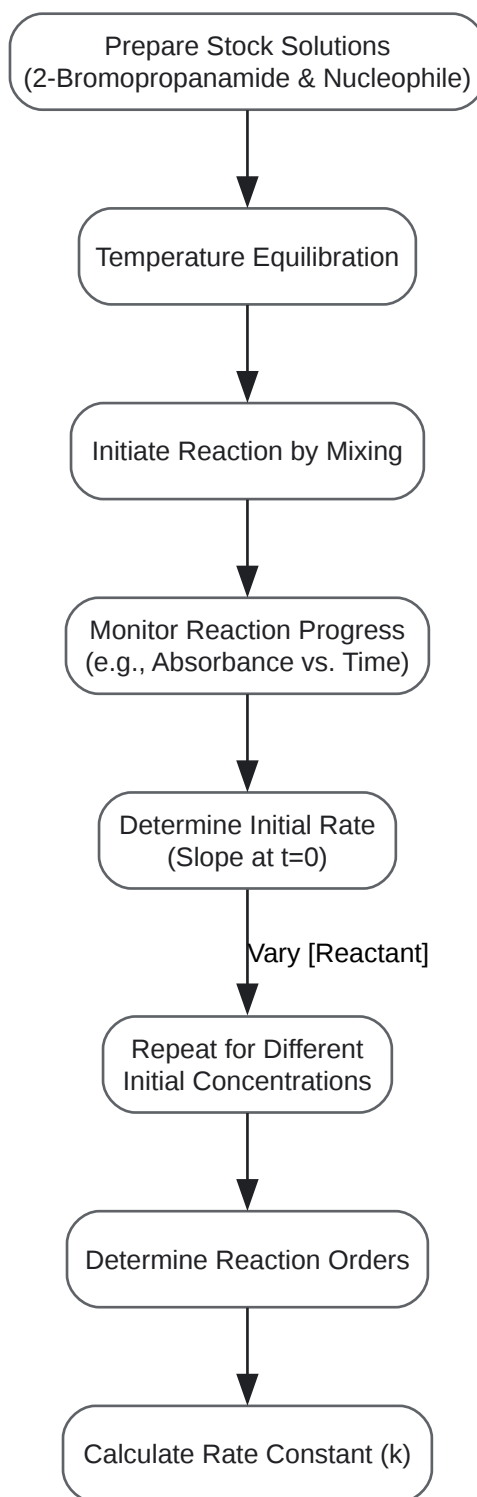 Prepare Stock Solutions
(2-Bromopropanamide & Nucleophile)
Temperature Equilibration
Initiate Reaction by Mixing
Monitor Reaction Progress
(e.g., Absorbance vs. Time)
Determine Initial Rate
(Slope at t=0)
Vary [Reactant]
Repeat for Different
Initial Concentrations
Determine Reaction Orders
Calculate Rate Constant (k)